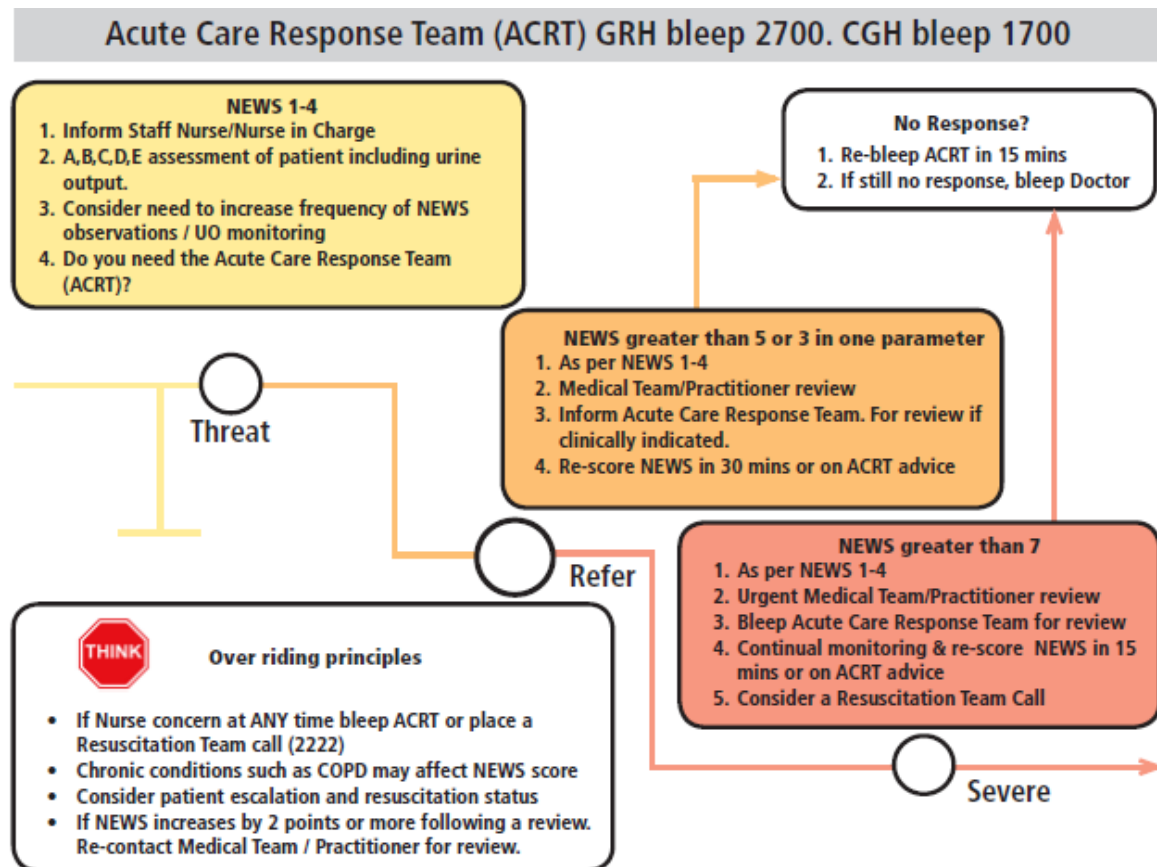 Acute Care Response Team (ACRT) GRH bleep 2700. CGH bleep 1700
NEWS 1-4
1. Inform Staff Nurse/Nurse in Charge
2. A,B,C,D,E assessment of patient including urine
output.
3. Consider need to increase frequency of NEWS
observations / UO monitoring
4. Do you need the Acute Care Response Team
(ACRT)?
No Response?
1. Re-bleep ACRT in 15 mins
2. If still no response, bleep Doctor
NEWS greater than 5 or 3 in one parameter
1. As per NEWS 1-4
2. Medical Team/Practitioner review
3. Inform Acute Care Response Team. For review if
clinically indicated.
4. Re-score NEWS in 30 mins or on ACRT advice
Threat
Refer
NEWS greater than 7
1. As per NEWS 1-4
2. Urgent Medical Team/Practitioner review
3. Bleep Acute Care Response Team for review
4. Continual monitoring & re-score NEWS in 15
mins or on ACRT advice
5. Consider a Resuscitation Team Call
Severe
THINK
Over riding principles
• If Nurse concern at ANY time bleep ACRT or place a
Resuscitation Team call (2222)
• Chronic conditions such as COPD may affect NEWS score
• Consider patient escalation and resuscitation status
• If NEWS increases by 2 points or more following a review.
Re-contact Medical Team / Practitioner for review.